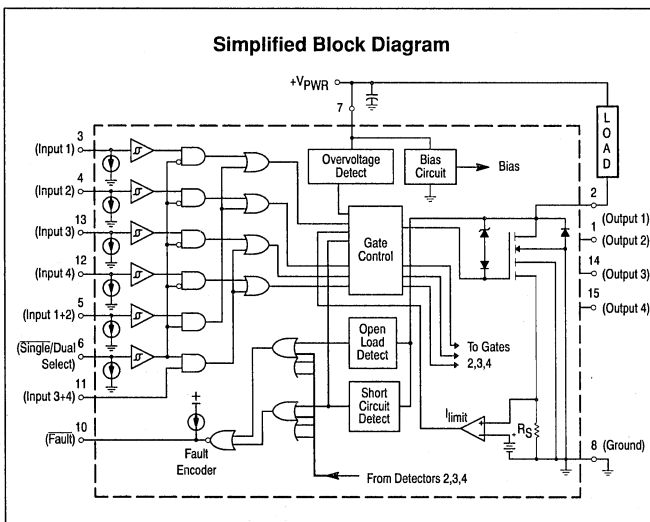 Simplified Block Diagram
+VPWR
7
LOAD
3
(Input 1)
4
(Input 2)
13
(Input 3)
12
(Input 4)
5
(Input 1+2)
6
(Single/Dual
Select)
11
(Input 3+4)
10
(Fault)
Overvoltage
Detect
Bias
Circuit
Bias
Gate
Control
2
(Output 1)
1
(Output 2)
14
(Output 3)
15
(Output 4)
Open
Load
Detect
To Gates
2,3,4
Short
Circuit
Detect
Ilimit
+
+
RS
8 (Ground)
+
Fault
Encoder
From Detectors 2,3,4